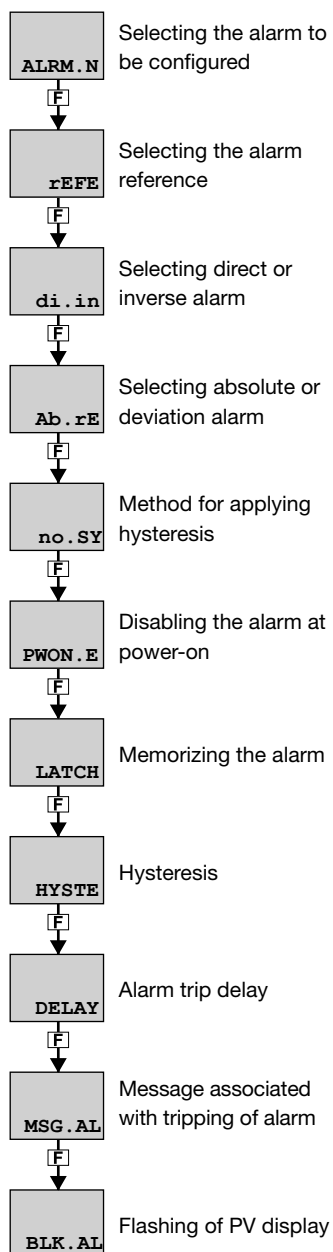 ALRM.N
Selecting the alarm to
be configured
F
rEFE
Selecting the alarm
reference
F
di.in
Selecting direct or
inverse alarm
F
Ab.rE
Selecting absolute or
deviation alarm
F
no.SY
Method for applying
hysteresis
F
PWON.E
Disabling the alarm at
power-on
F
LATCH
Memorizing the alarm
F
HYSTE
Hysteresis
F
DELAY
Alarm trip delay
F
MSG.AL
Message associated
with tripping of alarm
F
BLK.AL
Flashing of PV display